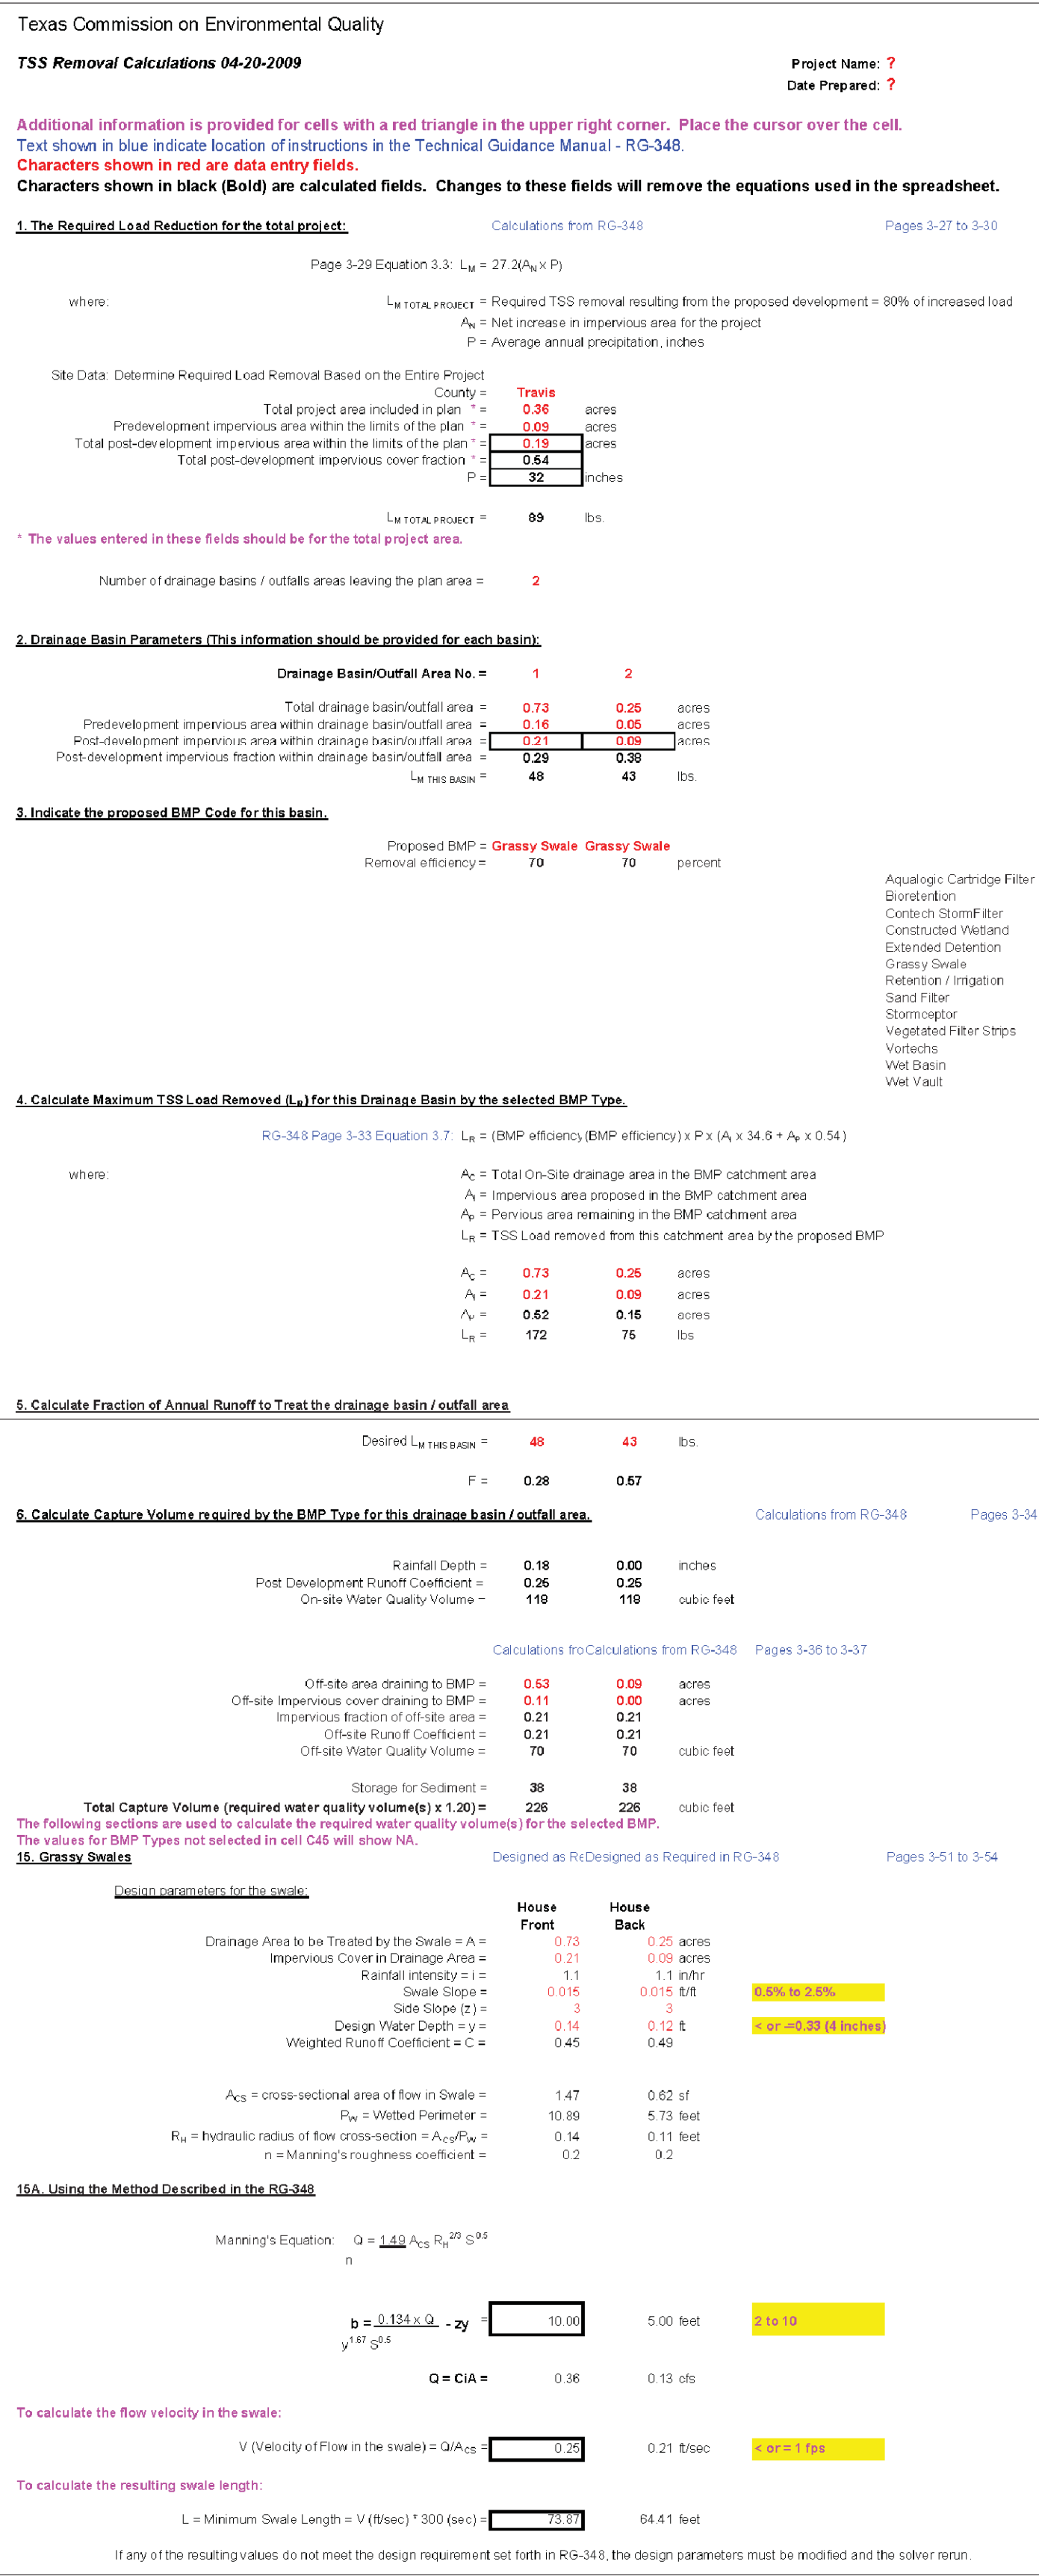 Texas Commission on Environmental Quality
TSS Removal Calculations 04-20-2009
Project Name: ?
Date Prepared: ?
Additional information is provided for cells with a red triangle in the upper right corner. Place the cursor over the cell.
Text shown in blue indicate location of instructions in the Technical Guidance Manual - RG-348.
Characters shown in red are data entry fields.
Characters shown in black (Bold) are calculated fields. Changes to these fields will remove the equations used in the spreadsheet.
1. The Required Load Reduction for the total project: Calculations from RG-348 Pages 3-27 to 3-30
Page 3-29 Equation 3.3: LM = 27.2(AN x P)
where: LM TOTAL PROJECT = Required TSS removal resulting from the proposed development = 80% of increased load
AN = Net increase in impervious area for the project
P = Average annual precipitation, inches
Site Data: Determine Required Load Removal Based on the Entire Project
County = Travis
Total project area included in plan * = 0.36 acres
Predevelopment impervious area within the limits of the plan * = 0.09 acres
Total post-development impervious area within the limits of the plan * = 0.19 acres
Total post-development impervious cover fraction * = 0.54
P = 32 inches
LM TOTAL PROJECT = 89 lbs.
* The values entered in these fields should be for the total project area.
Number of drainage basins / outfalls areas leaving the plan area = 2
2. Drainage Basin Parameters (This information should be provided for each basin):
Drainage Basin/Outfall Area No. = 1 2
Total drainage basin/outfall area = 0.73 0.25 acres
Predevelopment impervious area within drainage basin/outfall area = 0.16 0.05 acres
Post-development impervious area within drainage basin/outfall area = 0.21 0.09 acres
Post-development impervious fraction within drainage basin/outfall area = 0.29 0.38
LM THIS BASIN = 48 43 lbs.
3. Indicate the proposed BMP Code for this basin.
Proposed BMP = Grassy Swale Grassy Swale
Removal efficiency = 70 70 percent
Aqualogic Cartridge Filter
Bioretention
Contech StormFilter
Constructed Wetland
Extended Detention
Grassy Swale
Retention / Irrigation
Sand Filter
Stormceptor
Vegetated Filter Strips
Vortechs
Wet Basin
Wet Vault
4. Calculate Maximum TSS Load Removed (LR) for this Drainage Basin by the selected BMP Type.
RG-348 Page 3-33 Equation 3.7: LR = (BMP efficiency (BMP efficiency) x P x (AI x 34.6 + AP x 0.54)
where: AC = Total On-Site drainage area in the BMP catchment area
AI = Impervious area proposed in the BMP catchment area
AP = Pervious area remaining in the BMP catchment area
LR = TSS Load removed from this catchment area by the proposed BMP
AC = 0.73 0.25 acres
AI = 0.21 0.09 acres
AP = 0.52 0.15 acres
LR = 172 75 lbs
5. Calculate Fraction of Annual Runoff to Treat the drainage basin / outfall area
Desired LM THIS BASIN = 48 43 lbs.
F = 0.28 0.57
6. Calculate Capture Volume required by the BMP Type for this drainage basin / outfall area. Calculations from RG-348 Pages 3-34
Rainfall Depth = 0.18 0.00 inches
Post Development Runoff Coefficient = 0.25 0.25
On-site Water Quality Volume = 118 118 cubic feet
Calculations fro Calculations from RG-348 Pages 3-36 to 3-37
Off-site area draining to BMP = 0.53 0.09 acres
Off-site Impervious cover draining to BMP = 0.11 0.00 acres
Impervious fraction of off-site area = 0.21 0.21
Off-site Runoff Coefficient = 0.21 0.21
Off-site Water Quality Volume = 70 70 cubic feet
Storage for Sediment = 38 38
Total Capture Volume (required water quality volume(s) x 1.20) = 226 226 cubic feet
The following sections are used to calculate the required water quality volume(s) for the selected BMP.
The values for BMP Types not selected in cell C45 will show NA.
15. Grassy Swales Designed as Re Designed as Required in RG-348 Pages 3-51 to 3-54
Design parameters for the swale:
House House
Front Back
Drainage Area to be Treated by the Swale = A = 0.73 0.25 acres
Impervious Cover in Drainage Area = 0.21 0.09 acres
Rainfall intensity = i = 1.1 1.1 in/hr
Swale Slope = 0.015 0.015 ft/ft 0.5% to 2.5%
Side Slope (z) = 3 3
Design Water Depth = y = 0.14 0.12 ft < or =0.33 (4 inches)
Weighted Runoff Coefficient = C = 0.45 0.49
ACS = cross-sectional area of flow in Swale = 1.47 0.62 sf
PW = Wetted Perimeter = 10.89 5.73 feet
RH = hydraulic radius of flow cross-section = ACS/PW = 0.14 0.11 feet
n = Manning's roughness coefficient = 0.2 0.2
15A. Using the Method Described in the RG-348
Manning's Equation: Q = 1.49 ACS RH 2/3 S 0.5
n
b = 0.134 x Q - zy = 10.00 5.00 feet 2 to 10
y1.67 S0.5
Q = CiA = 0.36 0.13 cfs
To calculate the flow velocity in the swale:
V (Velocity of Flow in the swale) = Q/ACS = 0.25 0.21 ft/sec < or = 1 fps
To calculate the resulting swale length:
L = Minimum Swale Length = V (ft/sec) * 300 (sec) = 73.87 64.41 feet
If any of the resulting values do not meet the design requirement set forth in RG-348, the design parameters must be modified and the solver rerun.